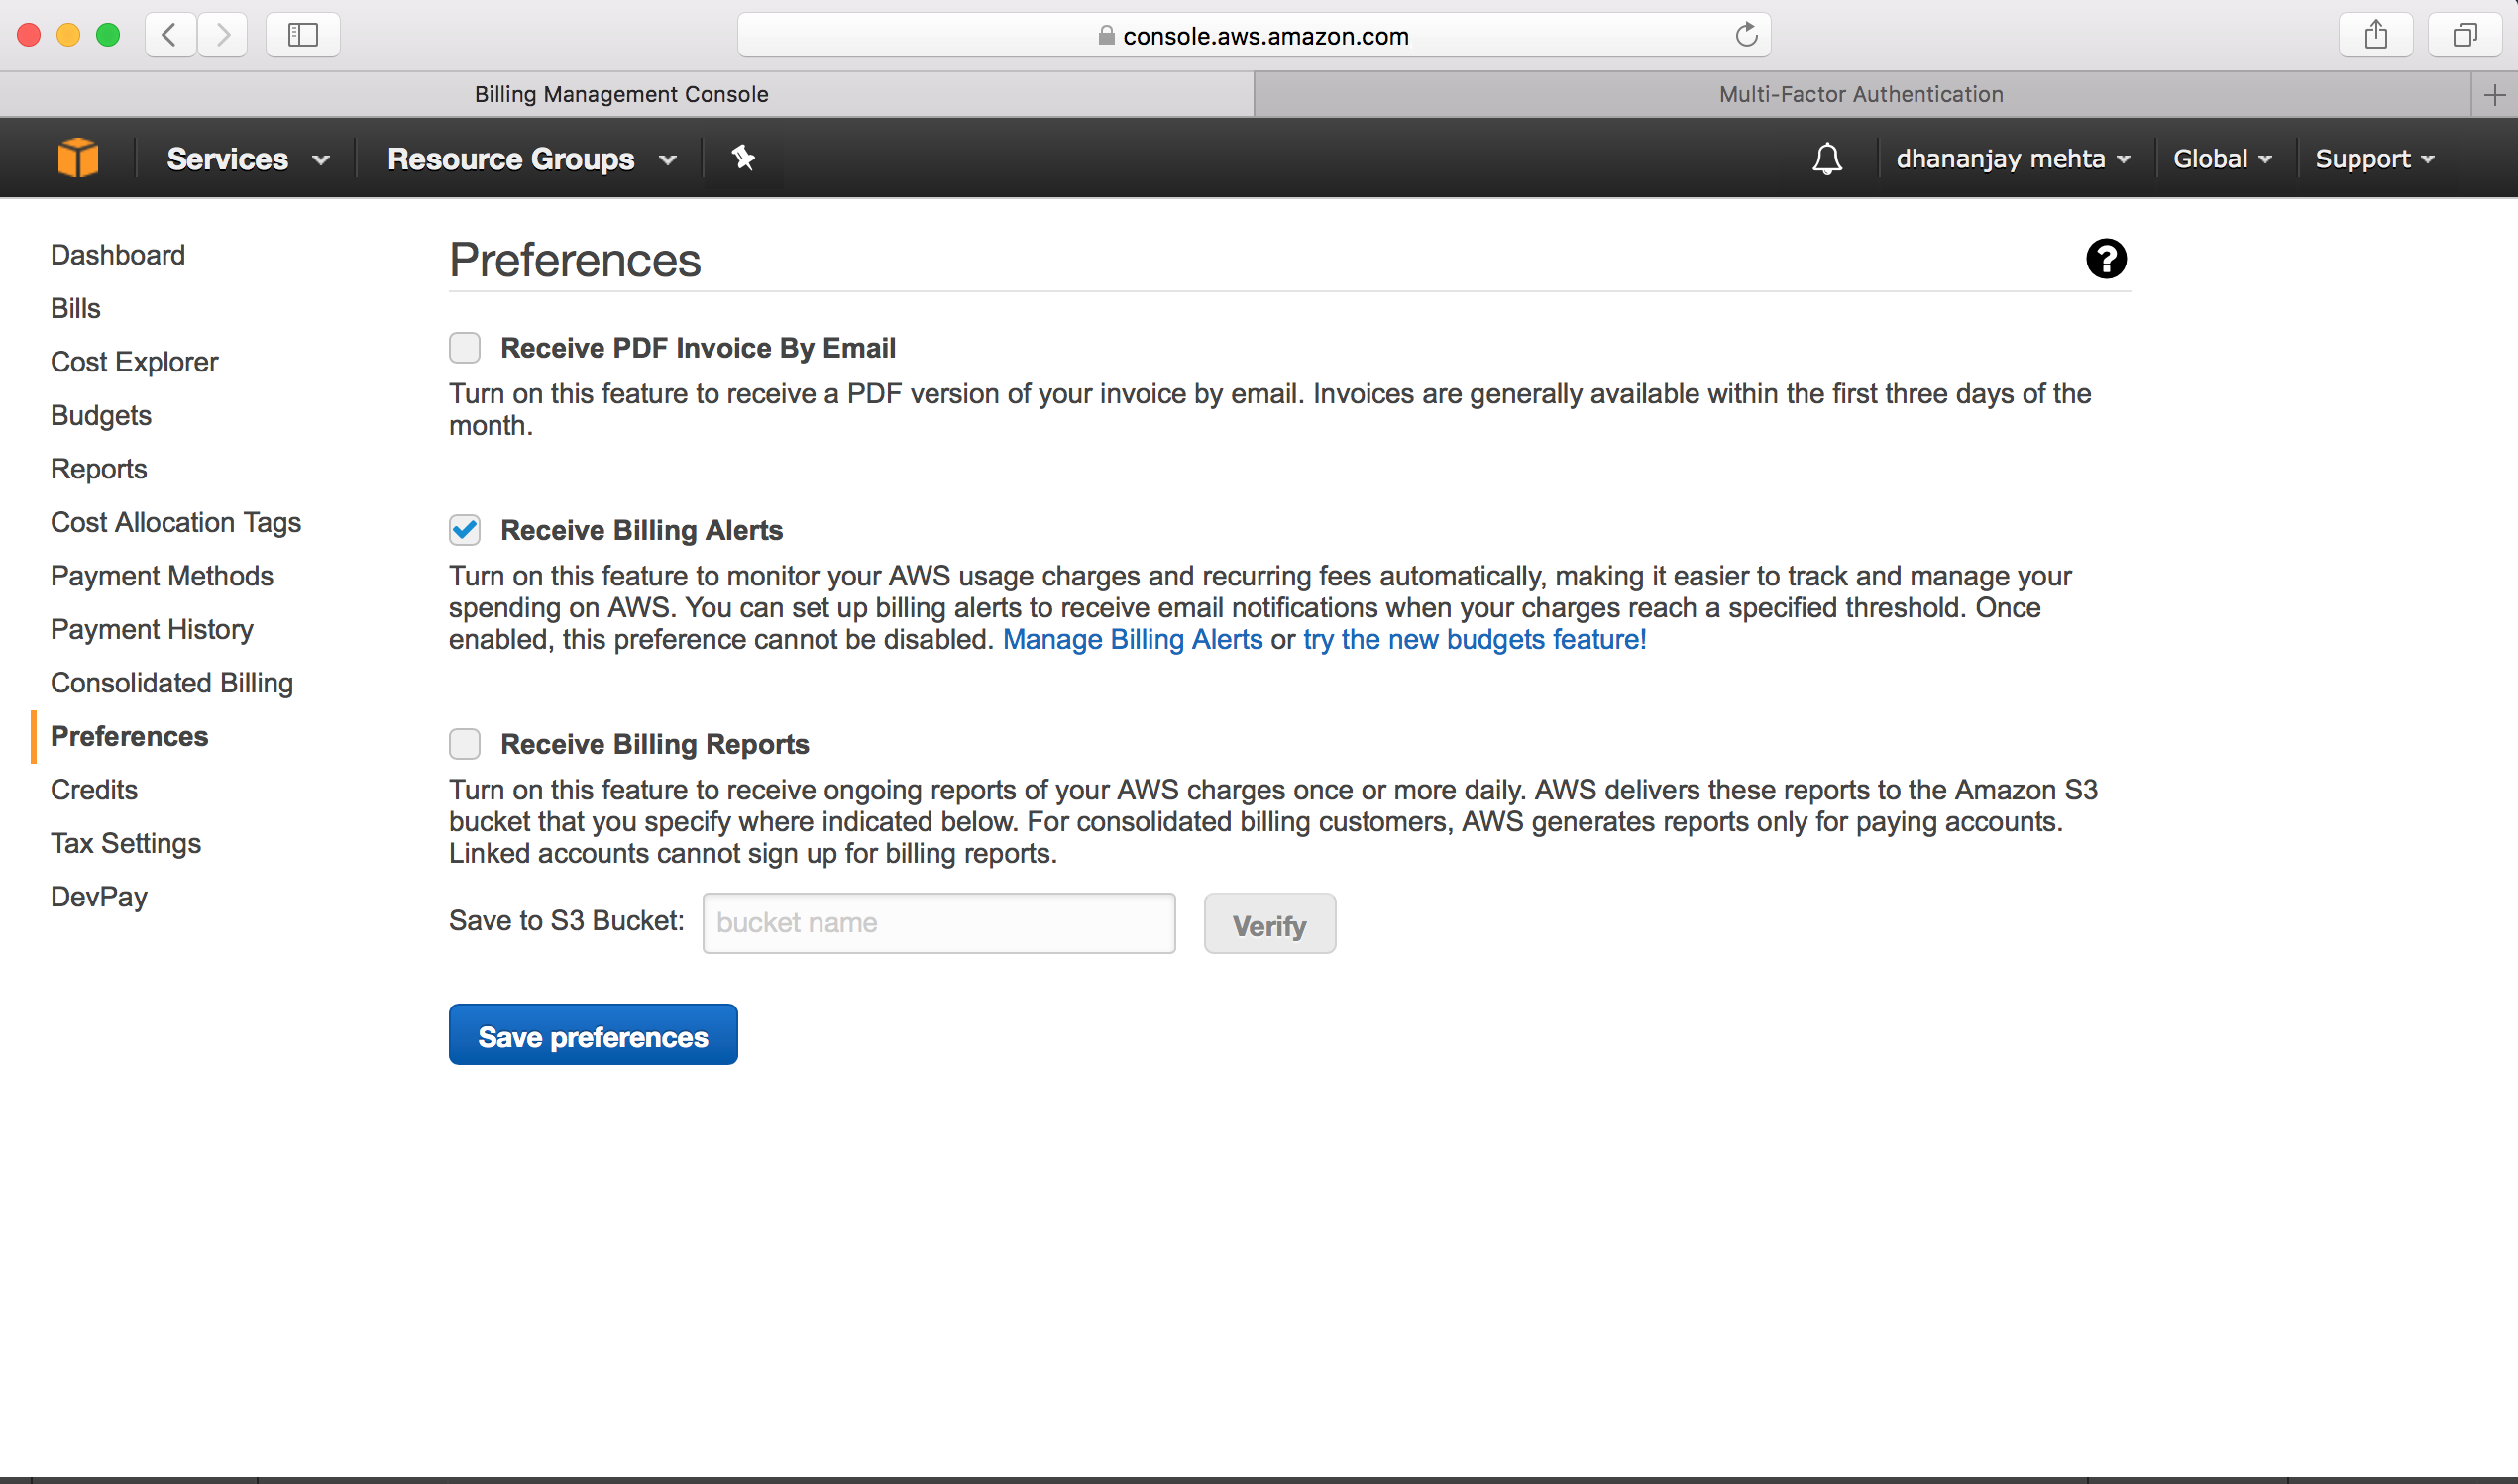 console.aws.amazon.com
Billing Management Console
Multi-Factor Authentication
Services
Resource Groups
dhananjay mehta
Global
Support
Dashboard
Bills
Cost Explorer
Budgets
Reports
Cost Allocation Tags
Payment Methods
Payment History
Consolidated Billing
Preferences
Credits
Tax Settings
DevPay
Preferences
?
Receive PDF Invoice By Email
Turn on this feature to receive a PDF version of your invoice by email. Invoices are generally available within the first three days of the
month.
Receive Billing Alerts
Turn on this feature to monitor your AWS usage charges and recurring fees automatically, making it easier to track and manage your
spending on AWS. You can set up billing alerts to receive email notifications when your charges reach a specified threshold. Once
enabled, this preference cannot be disabled. Manage Billing Alerts or try the new budgets feature!
Receive Billing Reports
Turn on this feature to receive ongoing reports of your AWS charges once or more daily. AWS delivers these reports to the Amazon S3
bucket that you specify where indicated below. For consolidated billing customers, AWS generates reports only for paying accounts.
Linked accounts cannot sign up for billing reports.
Save to S3 Bucket: bucket name Verify
Save preferences